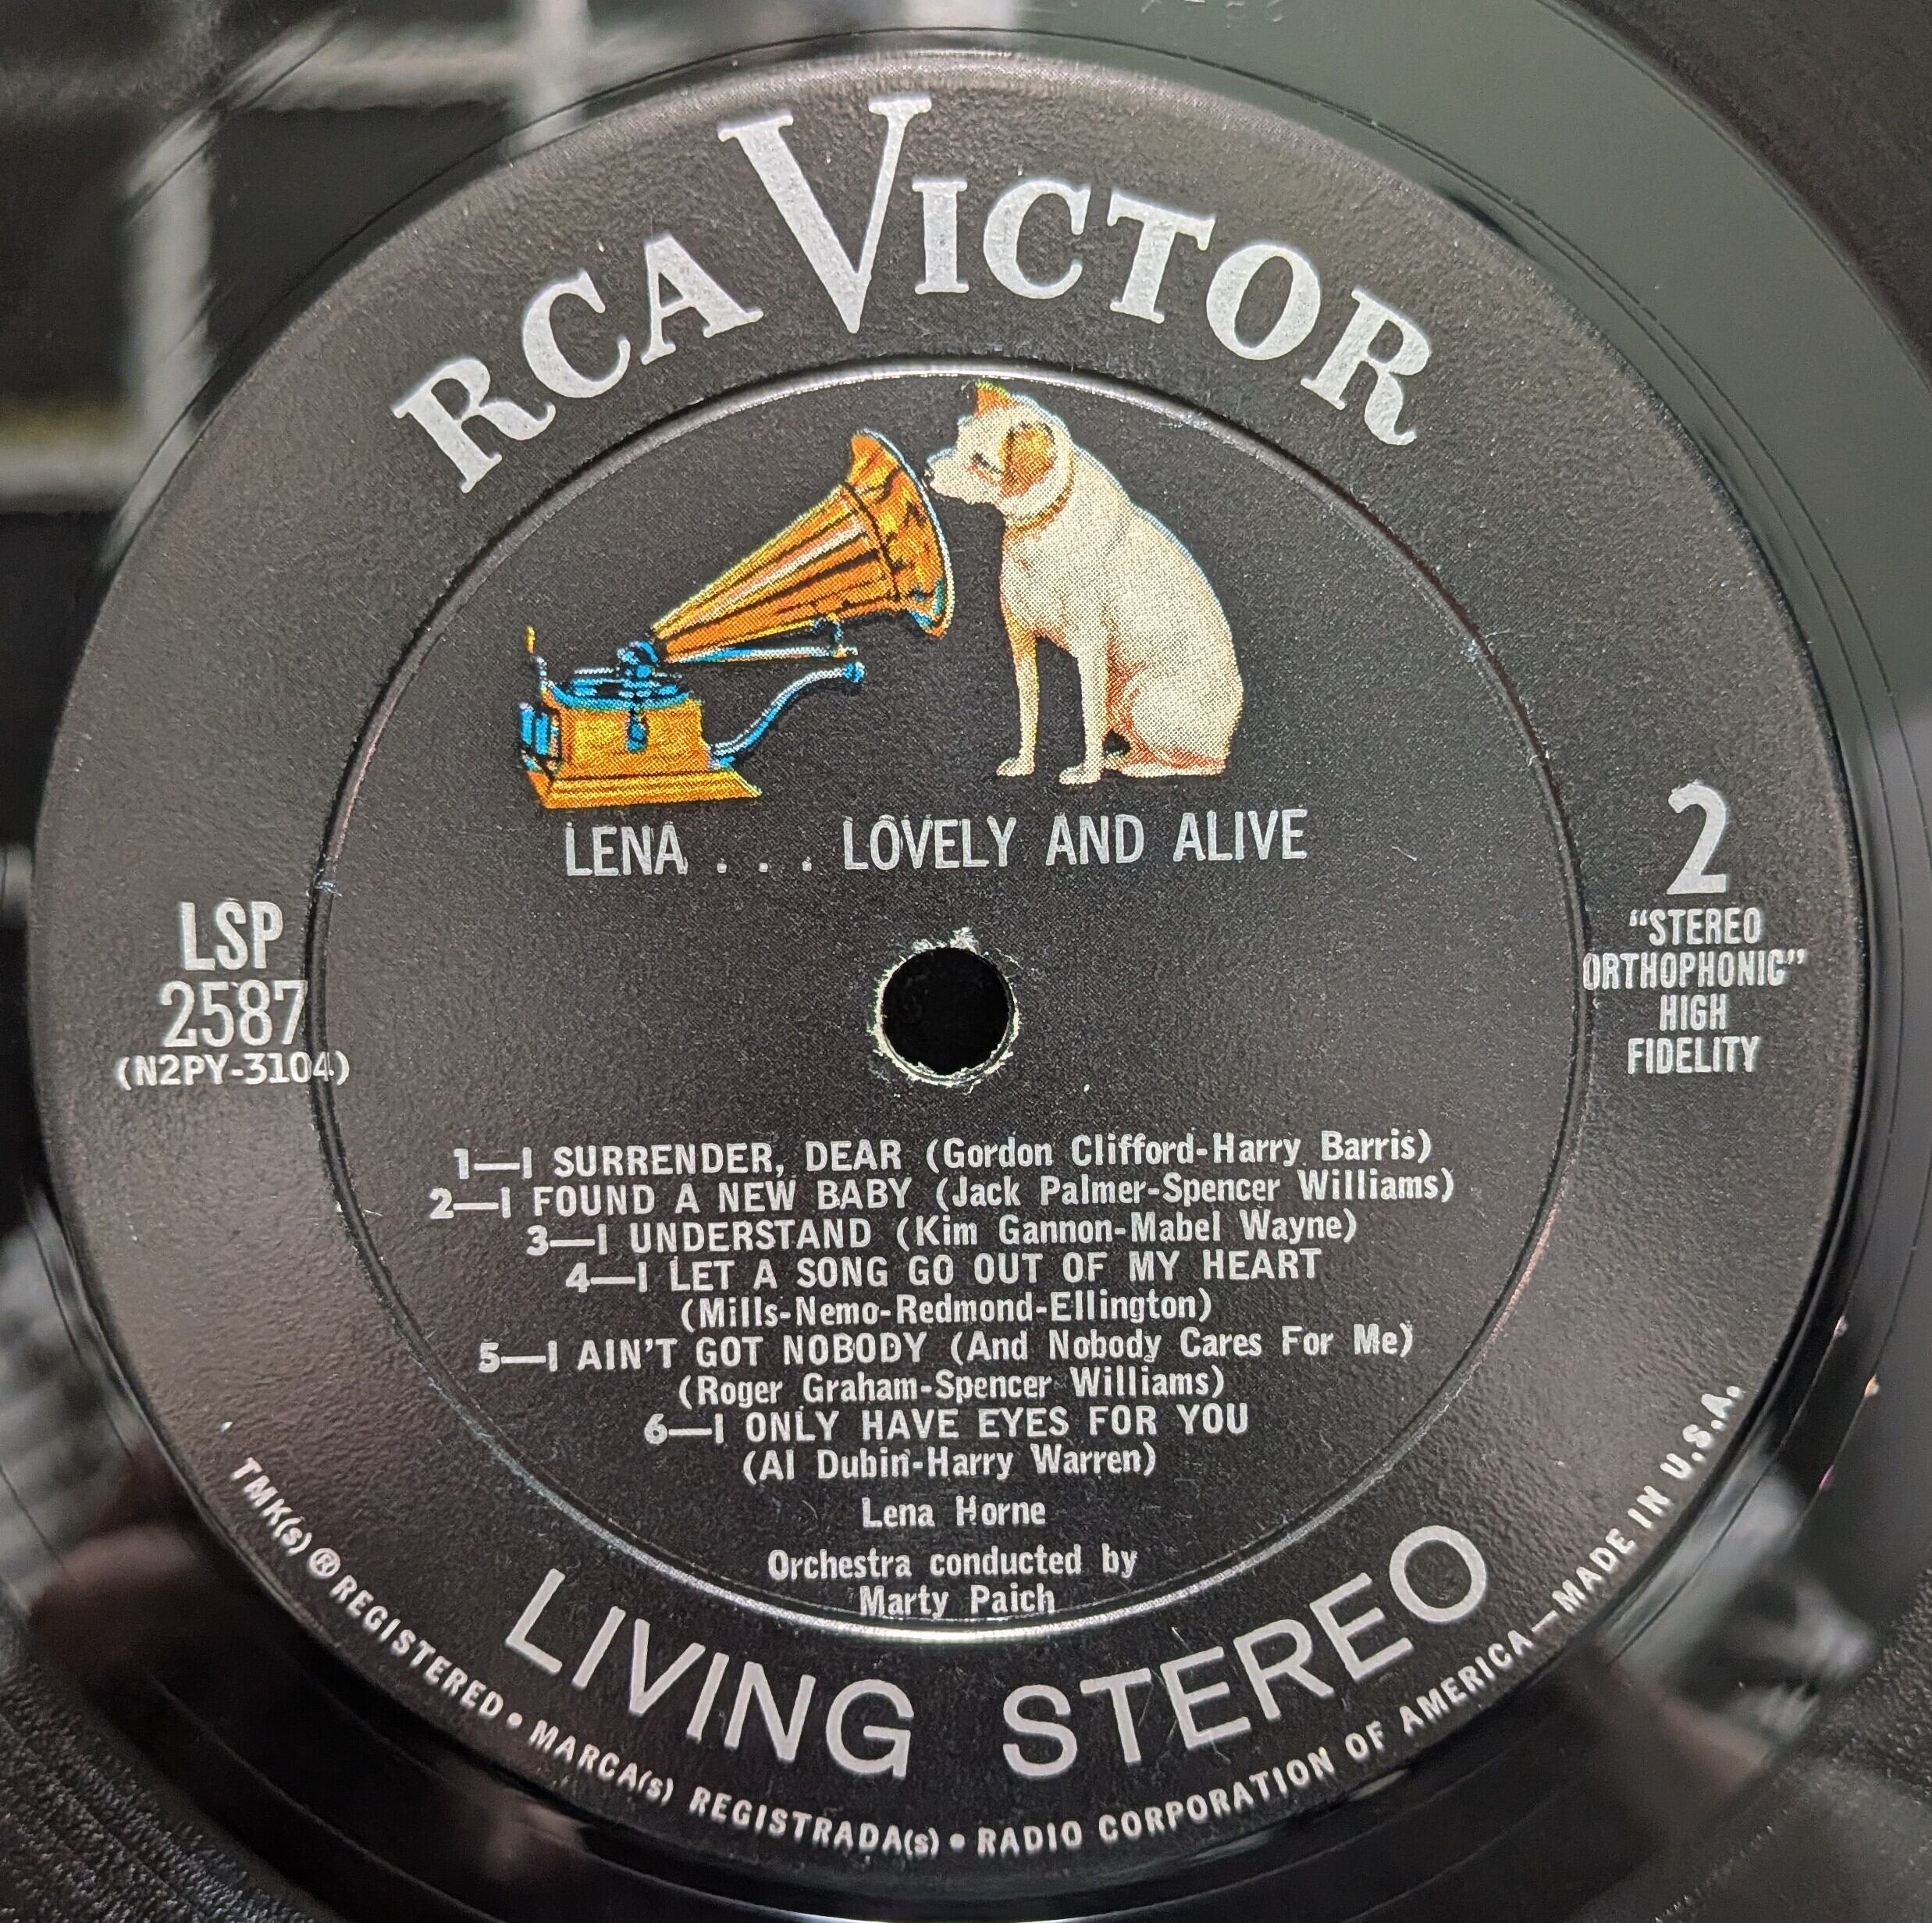 RCA VICTOR
LENA . . . LOVELY AND ALIVE
LSP
2587
(N2PY-3104)
2
“STEREO
ORTHOPHONIC”
HIGH
FIDELITY
1—I SURRENDER, DEAR (Gordon Clifford-Harry Barris)
2—I FOUND A NEW BABY (Jack Palmer-Spencer Williams)
3—I UNDERSTAND (Kim Gannon-Mabel Wayne)
4—I LET A SONG GO OUT OF MY HEART
(Mills-Nemo-Redmond-Ellington)
5—I AIN'T GOT NOBODY (And Nobody Cares For Me)
(Roger Graham-Spencer Williams)
6—I ONLY HAVE EYES FOR YOU
(Al Dubin-Harry Warren)
Lena Horne
Orchestra conducted by
Marty Paich
LIVING STEREO
TMK(s) ® REGISTERED • MARCA(s) REGISTRADA(s) • RADIO CORPORATION OF AMERICA—MADE IN U.S.A.